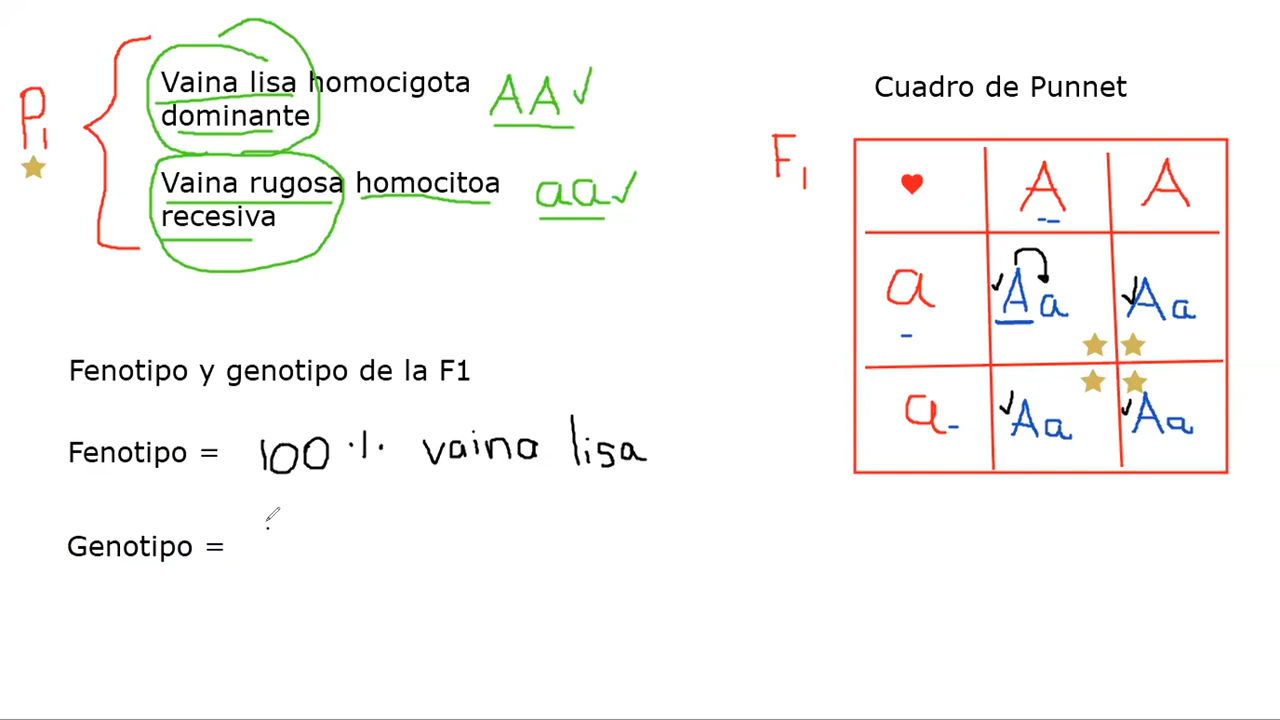 P1
Vaina lisa homocigota AA
dominante
Vaina rugosa homocitoa aa
recesiva
Fenotipo y genotipo de la F1
Fenotipo = 100 % vaina lisa
Genotipo =
Cuadro de Punnet
F1
A A
a Aa Aa
a Aa Aa